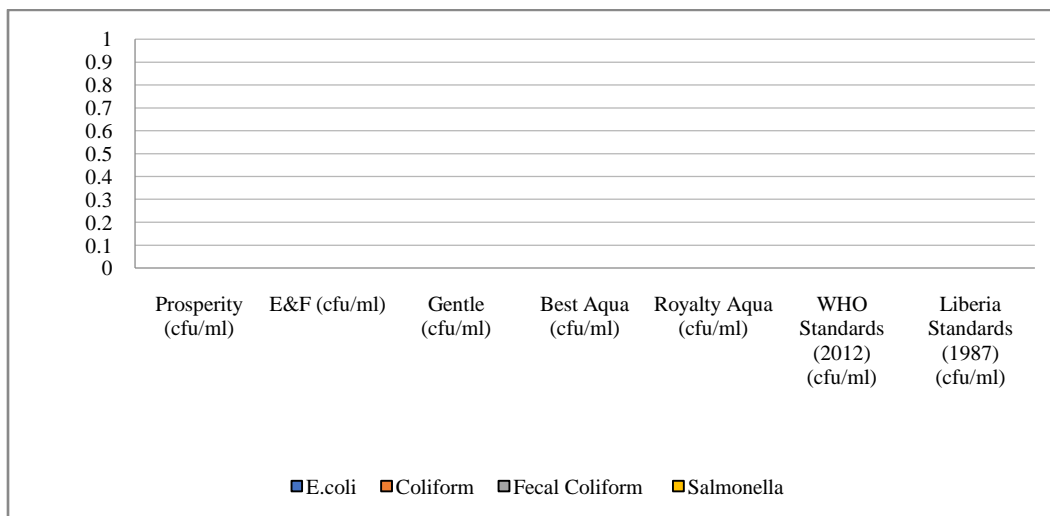 1
0.9
0.8
0.7
0.6
0.5
0.4
0.3
0.2
0.1
0
Prosperity
(cfu/ml)
E&F (cfu/ml)
Gentle
(cfu/ml)
Best Aqua
(cfu/ml)
Royalty Aqua
(cfu/ml)
WHO
Standards
(2012)
(cfu/ml)
Liberia
Standards
(1987)
(cfu/ml)
E.coli
Coliform
Fecal Coliform
Salmonella